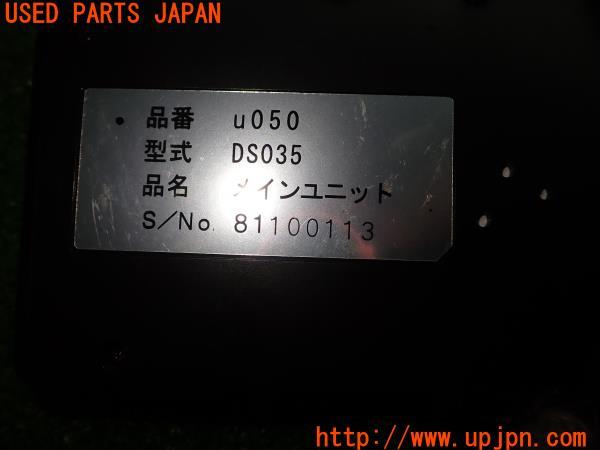 USED PARTS JAPAN
• 品番 u050
型式 DS035
品名 メインユニット
S/No. 81100113
http://www.upjpn.com